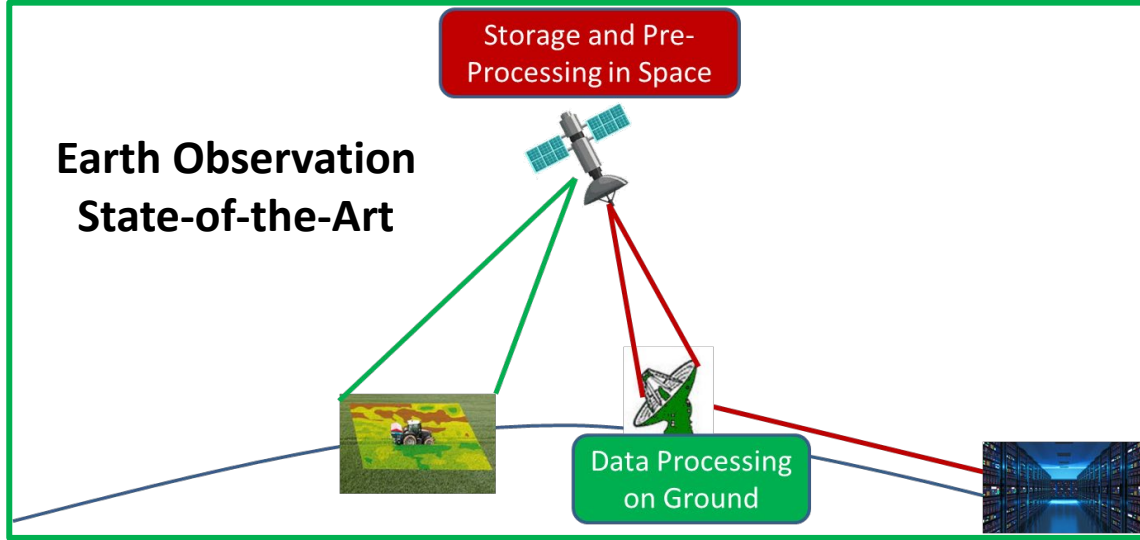 Storage and Pre-
Processing in Space
Earth Observation
State-of-the-Art
Data Processing
on Ground